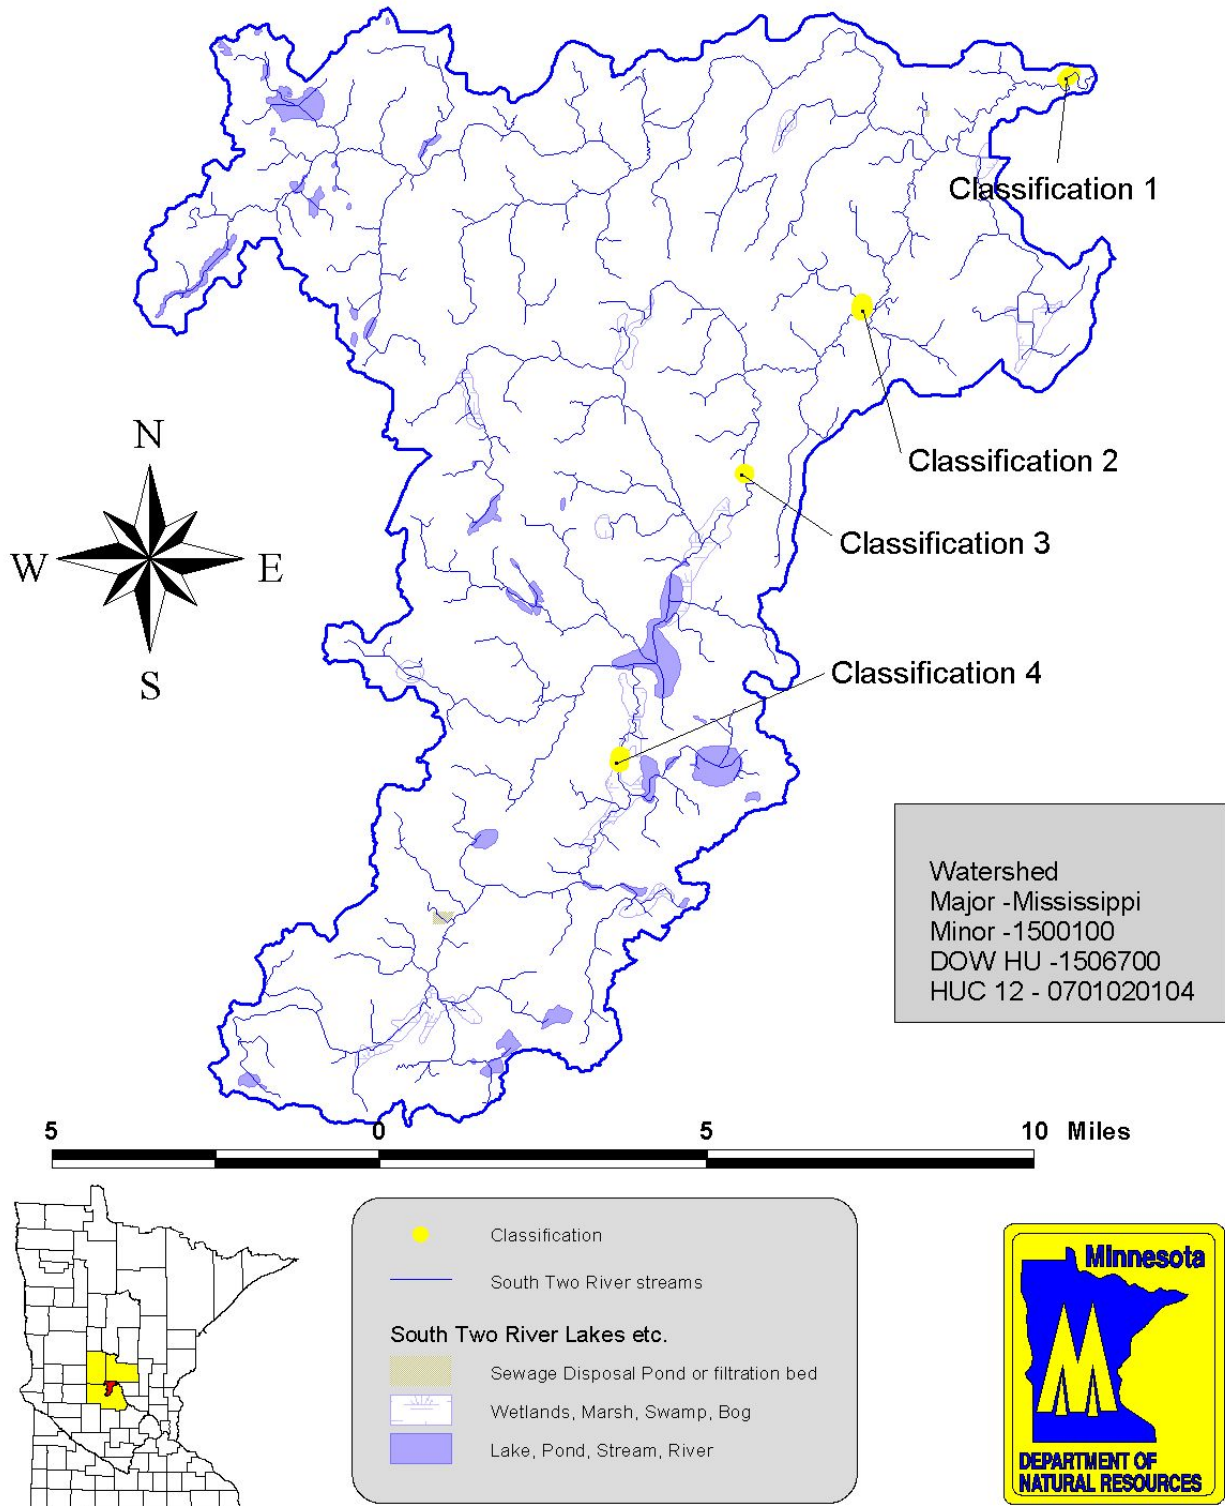 Classification 1
Classification 2
N
W
E
S
Classification 3
Classification 4
Watershed
Major -Mississippi
Minor -1500100
DOW HU -1506700
HUC 12 - 0701020104
5 0 5 10 Miles
Classification
South Two River streams
South Two River Lakes etc.
Sewage Disposal Pond or filtration bed
Wetlands, Marsh, Swamp, Bog
Lake, Pond, Stream, River
Minnesota
DEPARTMENT OF
NATURAL RESOURCES